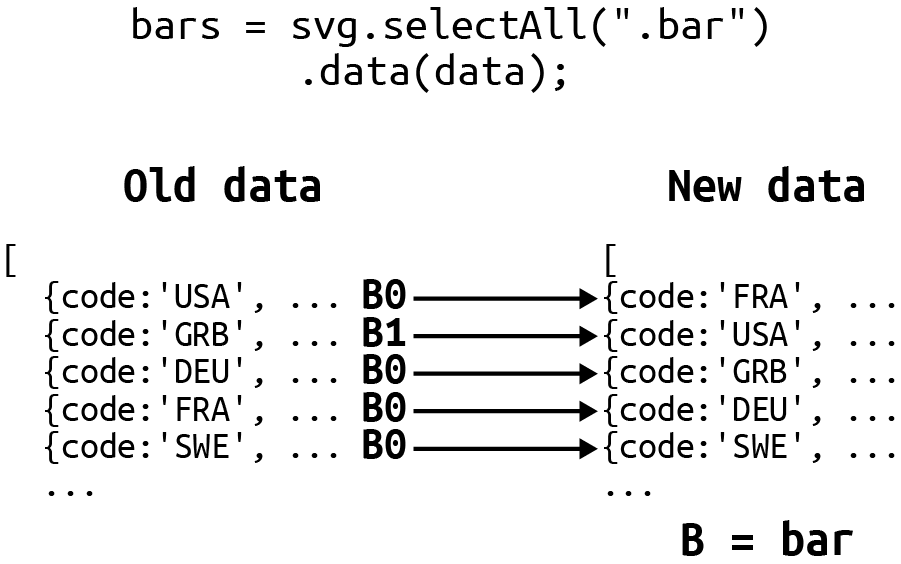 bars = svg.selectAll(".bar")
.data(data);
Old data New data
[ [
{code:'USA', ... B0 {code:'FRA', ...
{code:'GRB', ... B1 {code:'USA', ...
{code:'DEU', ... B0 {code:'GRB', ...
{code:'FRA', ... B0 {code:'DEU', ...
{code:'SWE', ... B0 {code:'SWE', ...
... ...
B = bar